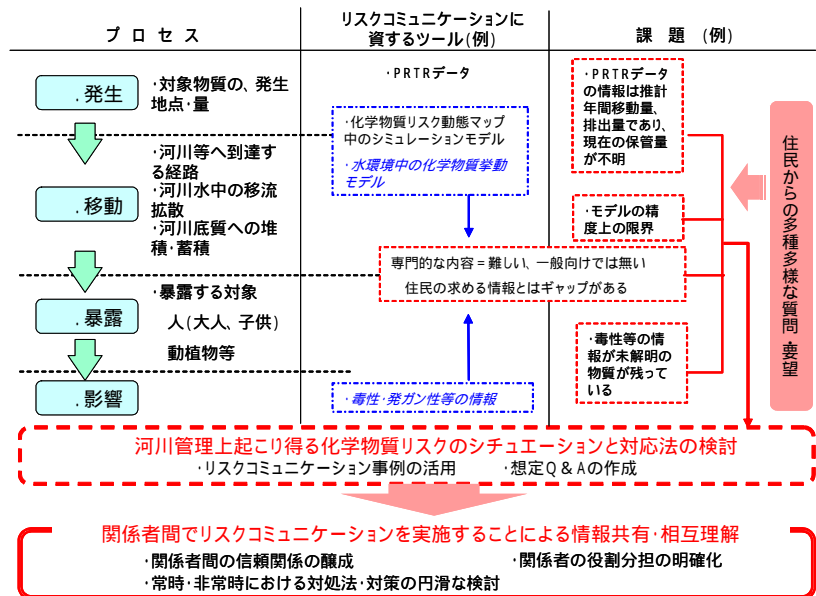 プロセス
リスクコミュニケーションに
資するツール(例)
課題(例)
.発生
・対象物質の、発生
地点・量
.移動
・河川等へ到達す
る経路
・河川水中の移流
拡散
・河川底質への堆
積・蓄積
.暴露
・暴露する対象
人(大人、子供)
動植物等
.影響
・PRTRデータ
・化学物質リスク動態マップ
中のシミュレーションモデル
・水環境中の化学物質挙動
モデル
専門的な内容=難しい、一般向けでは無い
住民の求める情報とはギャップがある
・毒性・発ガン性等の情報
・PRTRデータ
の情報は推計
年間移動量、
排出量であり、
現在の保管量
が不明
・モデルの精
度上の限界
・毒性等の情
報が未解明の
物質が残って
いる
住民からの多種多様な質問・要望
河川管理上起こり得る化学物質リスクのシチュエーションと対応法の検討
・リスクコミュニケーション事例の活用 ・想定Q&Aの作成
関係者間でリスクコミュニケーションを実施することによる情報共有・相互理解
・関係者間の信頼関係の醸成 ・関係者の役割分担の明確化
・常時・非常時における対処法・対策の円滑な検討